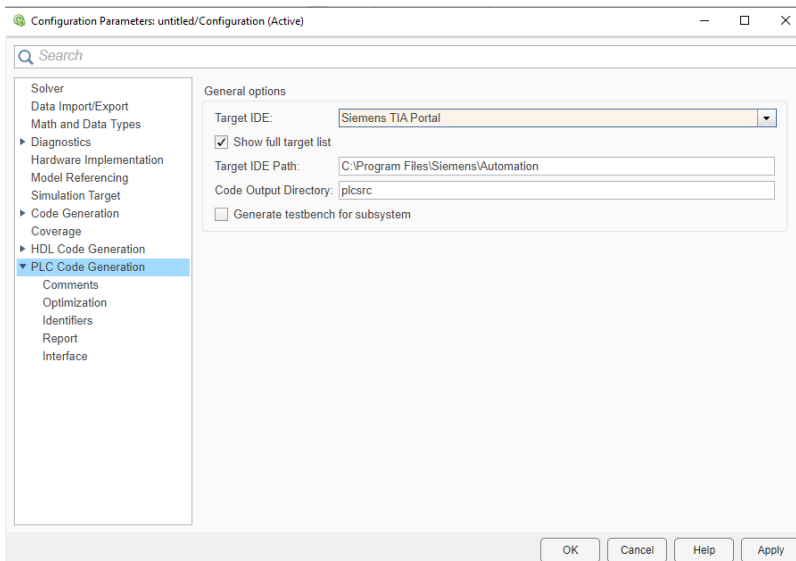 Configuration Parameters: untitled/Configuration (Active)
Search
Solver
Data Import/Export
Math and Data Types
Diagnostics
Hardware Implementation
Model Referencing
Simulation Target
Code Generation
Coverage
HDL Code Generation
PLC Code Generation
Comments
Optimization
Identifiers
Report
Interface
General options
Target IDE: Siemens TIA Portal
Show full target list
Target IDE Path: C:\Program Files\Siemens\Automation
Code Output Directory: plcsrc
Generate testbench for subsystem
OK Cancel Help Apply